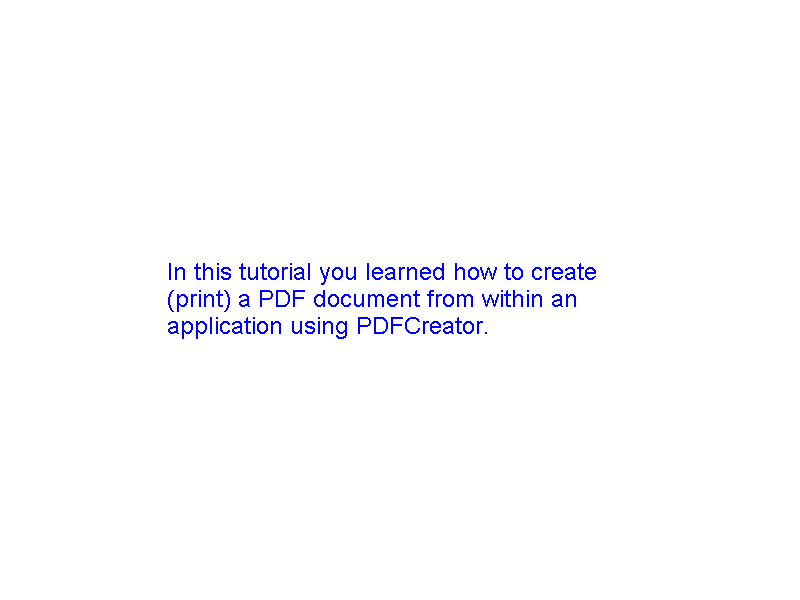 In this tutorial you learned how to create
(print) a PDF document from within an
application using PDFCreator.